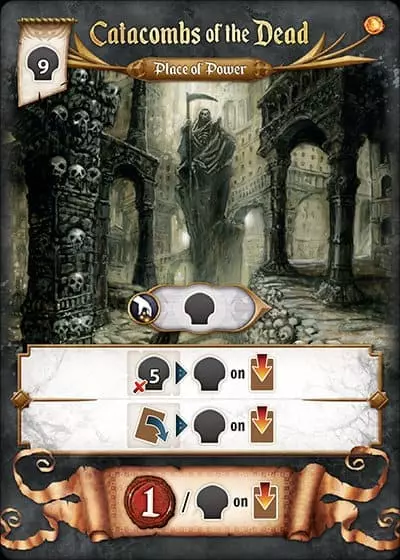 Catacombs of the Dead
9
Place of Power
5 on
on
1 / on